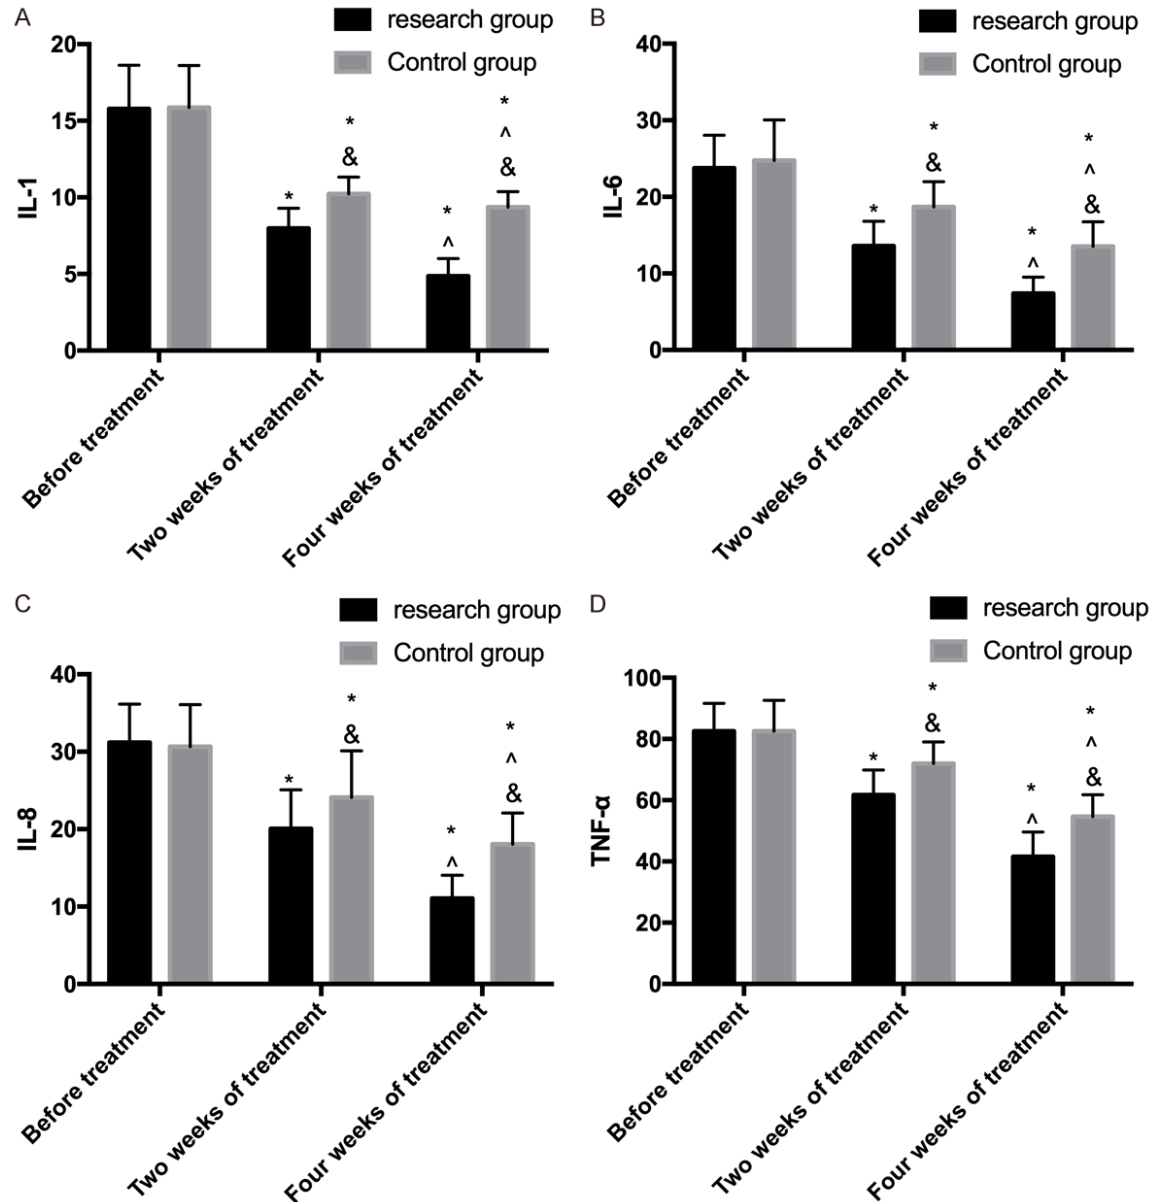 A
research group
Control group
20
15
10
5
0
IL-1
*
*
&
*
^
*
^
&
Before treatment
Two weeks of treatment
Four weeks of treatment
B
research group
Control group
40
30
20
10
0
IL-6
*
*
&
*
^
*
^
&
Before treatment
Two weeks of treatment
Four weeks of treatment
C
research group
Control group
40
30
20
10
0
IL-8
*
*
&
*
^
*
^
&
Before treatment
Two weeks of treatment
Four weeks of treatment
D
research group
Control group
100
80
60
40
20
0
TNF-α
*
*
&
*
^
*
^
&
Before treatment
Two weeks of treatment
Four weeks of treatment